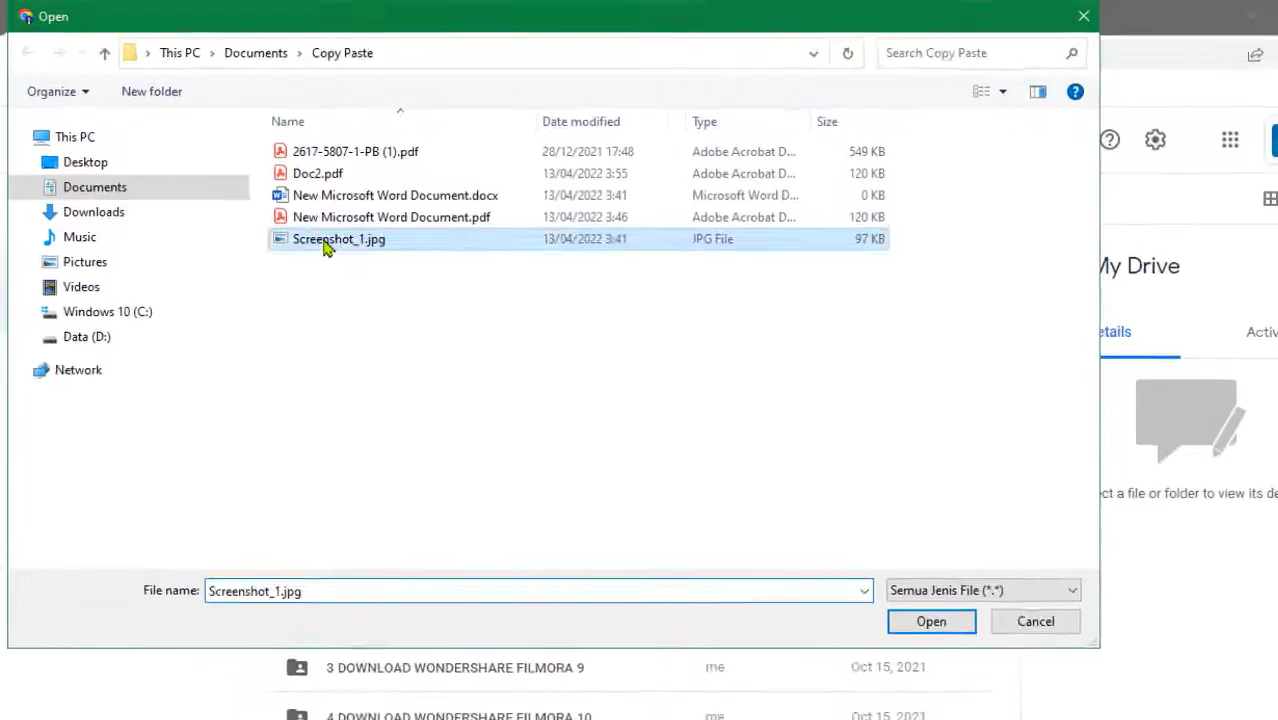 Open
This PC > Documents > Copy Paste
Search Copy Paste
Organize
New folder
Name
Date modified
Type
Size
This PC
Desktop
Documents
Downloads
Music
Pictures
Videos
Windows 10 (C:)
Data (D:)
Network
2617-5807-1-PB (1).pdf 28/12/2021 17:48 Adobe Acrobat D... 549 KB
Doc2.pdf 13/04/2022 3:55 Adobe Acrobat D... 120 KB
New Microsoft Word Document.docx 13/04/2022 3:41 Microsoft Word D... 0 KB
New Microsoft Word Document.pdf 13/04/2022 3:46 Adobe Acrobat D... 120 KB
Screenshot_1.jpg 13/04/2022 3:41 JPG File 97 KB
File name: Screenshot_1.jpg
Semua Jenis File (*.*)
Open
Cancel
My Drive
etails
Activ
ct a file or folder to view its de
3 DOWNLOAD WONDERSHARE FILMORA 9 me Oct 15, 2021
4 DOWNLOAD WONDERSHARE FILMORA 10 me Oct 15, 2021